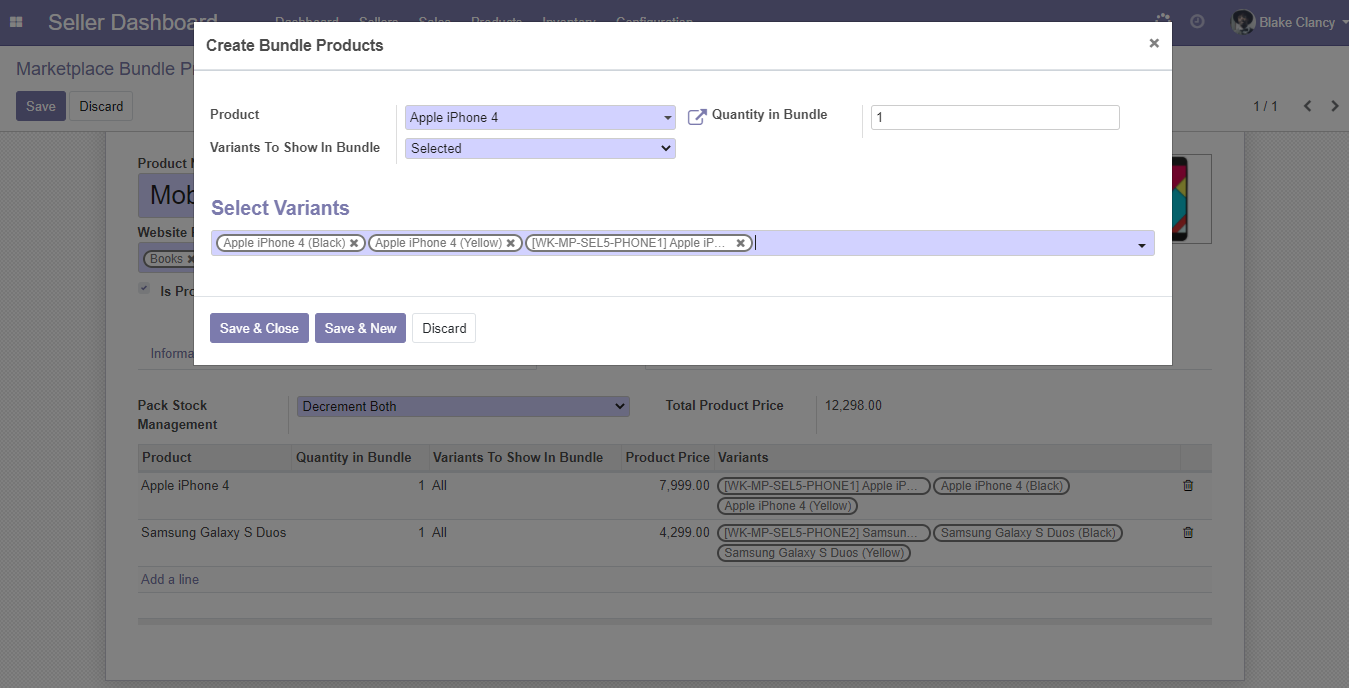 Seller Dashboard Dashboard Sellers Sales Products Inventory Configuration Blake Clancy
Create Bundle Products ×
Marketplace Bundle P
Save Discard
1 / 1
Product Apple iPhone 4 Quantity in Bundle 1
Variants To Show In Bundle Selected
Product
Mob
Select Variants
Website
Apple iPhone 4 (Black) × Apple iPhone 4 (Yellow) × [WK-MP-SEL5-PHONE1] Apple iP... ×
Books ×
Is Pro
Save & Close Save & New Discard
Informa
Pack Stock
Management
Decrement Both Total Product Price 12,298.00
Product Quantity in Bundle Variants To Show In Bundle Product Price Variants
Apple iPhone 4 1 All 7,999.00 [WK-MP-SEL5-PHONE1] Apple iP... Apple iPhone 4 (Black)
Apple iPhone 4 (Yellow)
Samsung Galaxy S Duos 1 All 4,299.00 [WK-MP-SEL5-PHONE2] Samsun... Samsung Galaxy S Duos (Black)
Samsung Galaxy S Duos (Yellow)
Add a line